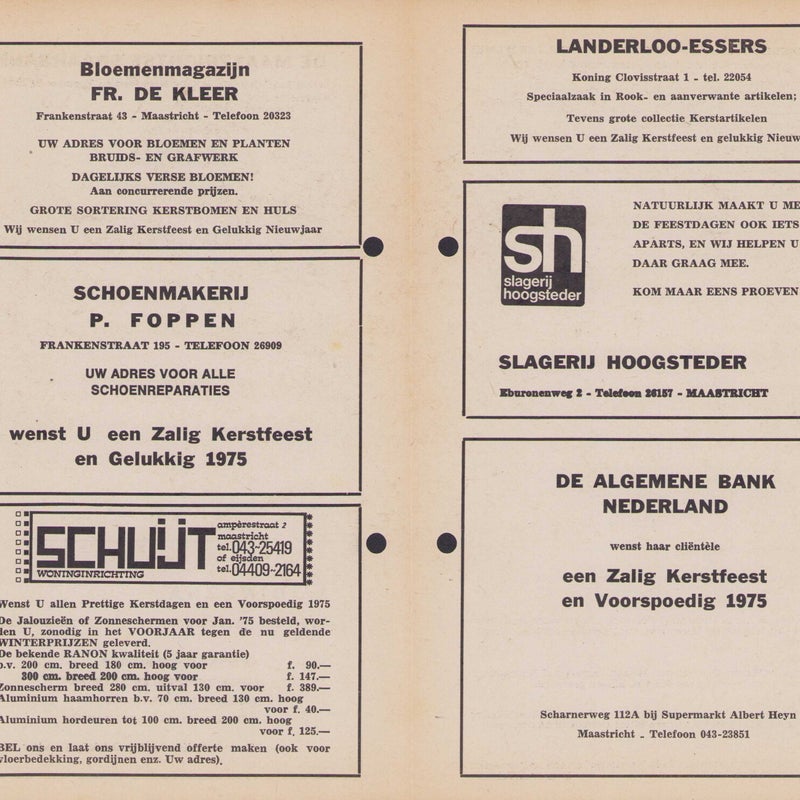 Bloemenmagazijn
FR. DE KLEER
Frankenstraat 43 - Maastricht - Telefoon 20323
UW ADRES VOOR BLOEMEN EN PLANTEN
BRUIDS- EN GRAFWERK
DAGELIJKS VERSE BLOEMEN!
Aan concurrerende prijzen.
GROTE SORTERING KERSTBOMEN EN HULS
Wij wensen U een Zalig Kerstfeest en Gelukkig Nieuwjaar
SCHOENMAKERIJ
P. FOPPEN
FRANKENSTRAAT 195 - TELEFOON 26909
UW ADRES VOOR ALLE
SCHOENREPARATIES
wenst U een Zalig Kerstfeest
en Gelukkig 1975
SCHUIJT
WONINGINRICHTING
ampèrestraat 2
maastricht
tel. 043-25419
of eijsden
tel. 04409-2164
Wenst U allen Prettige Kerstdagen en een Voorspoedig 1975
De Jalouzieën of Zonneschermen voor Jan. '75 besteld, wor-
den U, zonodig in het VOORJAAR tegen de nu geldende
WINTERPRIJZEN geleverd.
De bekende RANON kwaliteit (5 jaar garantie)
b.v. 200 cm. breed 180 cm. hoog voor f. 90.—
300 cm. breed 200 cm. hoog voor f. 147.—
Zonnescherm breed 280 cm. uitval 130 cm. voor f. 389.—
Aluminium haamhorren b.v. 70 cm. breed 130 cm. hoog
voor f. 40.—
Aluminium hordeuren tot 100 cm. breed 200 cm. hoog
voor f. 125.—
BEL ons en laat ons vrijblijvend offerte maken (ook voor
vloerbedekking, gordijnen enz. Uw adres).
LANDERLOO-ESSERS
Koning Clovisstraat 1 - tel. 22054
Speciaalzaak in Rook- en aanverwante artikelen;
Tevens grote collectie Kerstartikelen
Wij wensen U een Zalig Kerstfeest en gelukkig Nieuw
sh
slagerij
hoogsteder
NATUURLIJK MAAKT U ME
DE FEESTDAGEN OOK IETS
APARTS, EN WIJ HELPEN U
DAAR GRAAG MEE.
KOM MAAR EENS PROEVEN
SLAGERIJ HOOGSTEDER
Eburonenweg 2 - Telefoon 26157 - MAASTRICHT
DE ALGEMENE BANK
NEDERLAND
wenst haar cliëntèle
een Zalig Kerstfeest
en Voorspoedig 1975
Scharnerweg 112A bij Supermarkt Albert Heyn
Maastricht - Telefoon 043-23851